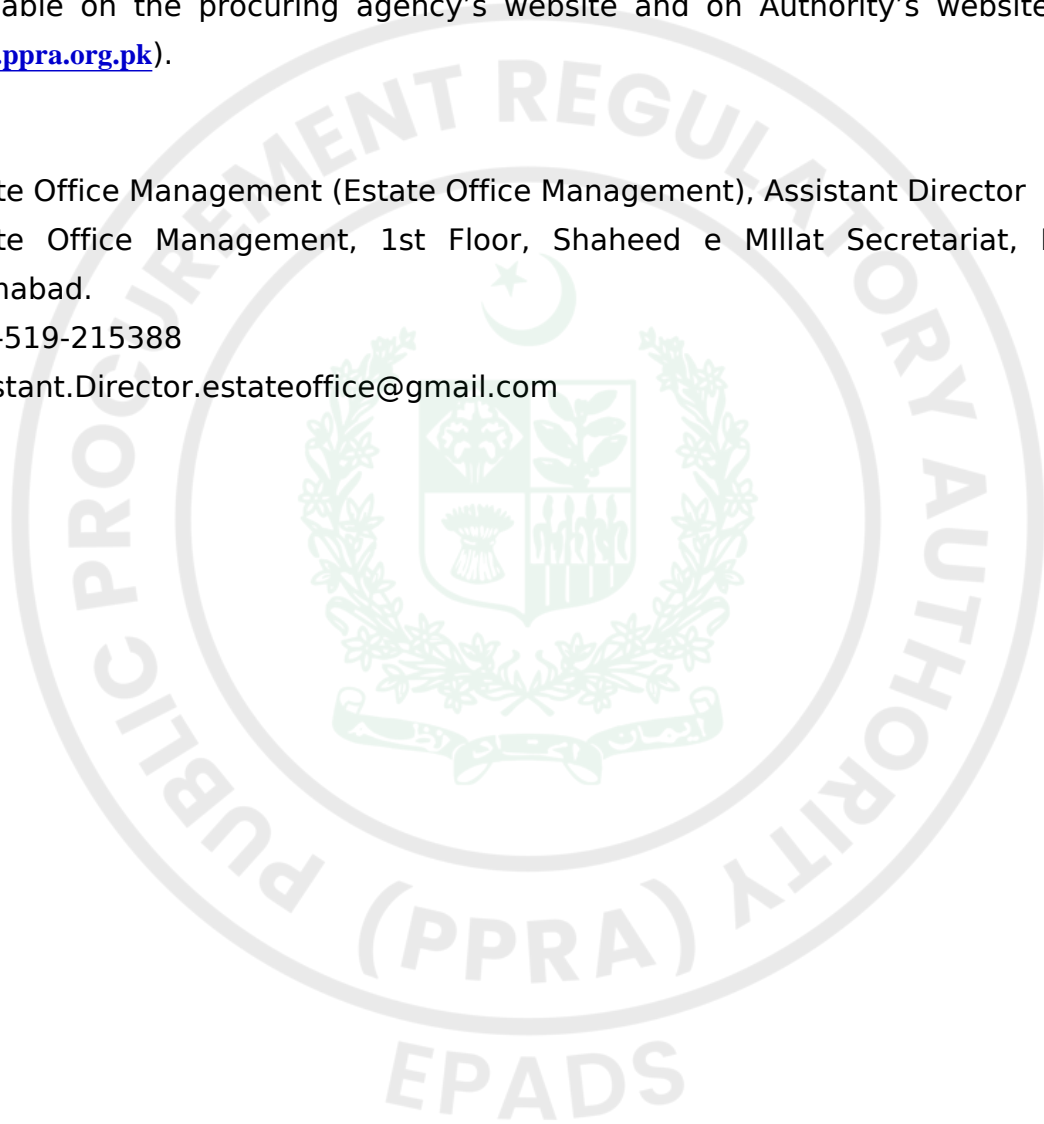 able on the procuring agency's website and on Authority's website
.ppra.org.pk).
te Office Management (Estate Office Management), Assistant Director
te Office Management, 1st Floor, Shaheed e MIllat Secretariat,
nabad.
-519-215388
stant.Director.estateoffice@gmail.com
PUBLIC PROCUREMENT REGULATORY AUTHORITY
(PPRA)
EPADS